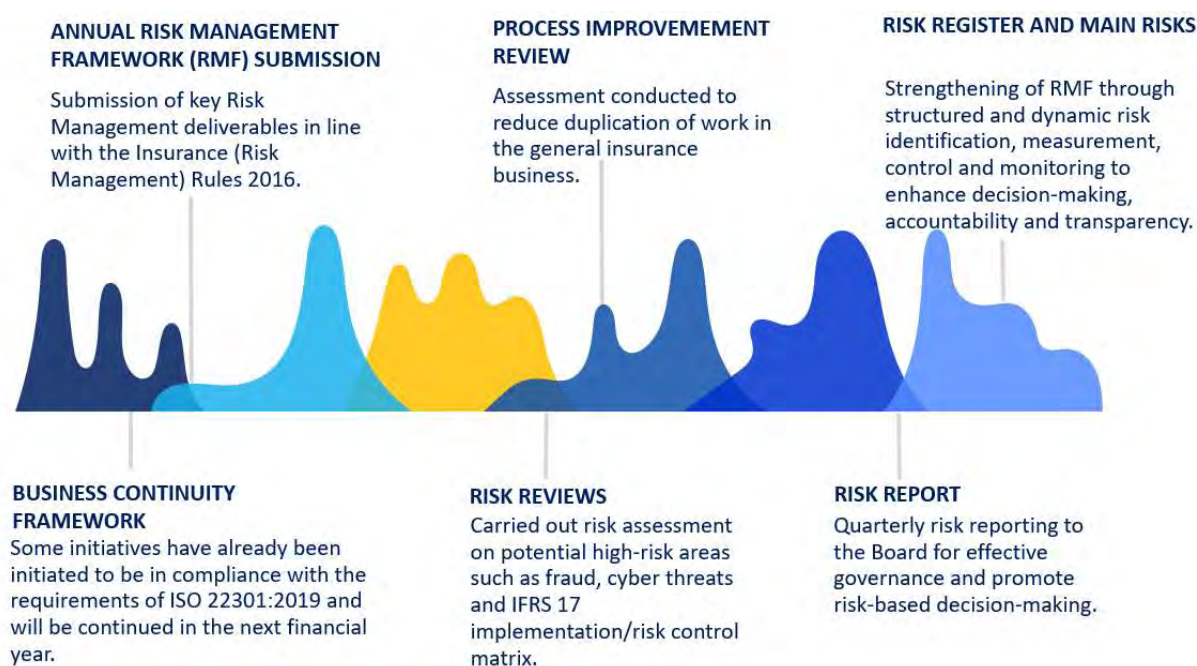 ANNUAL RISK MANAGEMENT
FRAMEWORK (RMF) SUBMISSION
Submission of key Risk
Management deliverables in line
with the Insurance (Risk
Management) Rules 2016.
PROCESS IMPROVEMEMENT
REVIEW
Assessment conducted to
reduce duplication of work in
the general insurance
business.
RISK REGISTER AND MAIN RISKS
Strengthening of RMF through
structured and dynamic risk
identification, measurement,
control and monitoring to
enhance decision-making,
accountability and transparency.
BUSINESS CONTINUITY
FRAMEWORK
Some initiatives have already been
initiated to be in compliance with the
requirements of ISO 22301:2019 and
will be continued in the next financial
year.
RISK REVIEWS
Carried out risk assessment
on potential high-risk areas
such as fraud, cyber threats
and IFRS 17
implementation/risk control
matrix.
RISK REPORT
Quarterly risk reporting to
the Board for effective
governance and promote
risk-based decision-making.